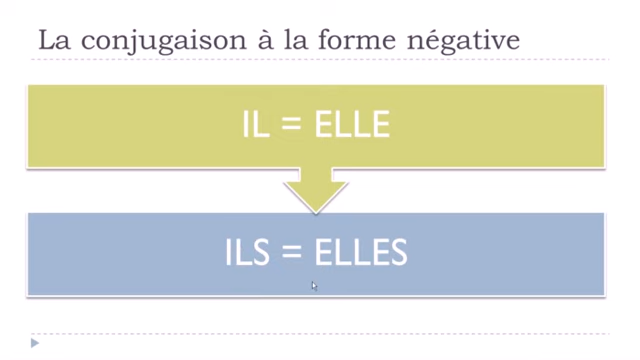 La conjugaison à la forme négative
IL = ELLE
ILS = ELLES